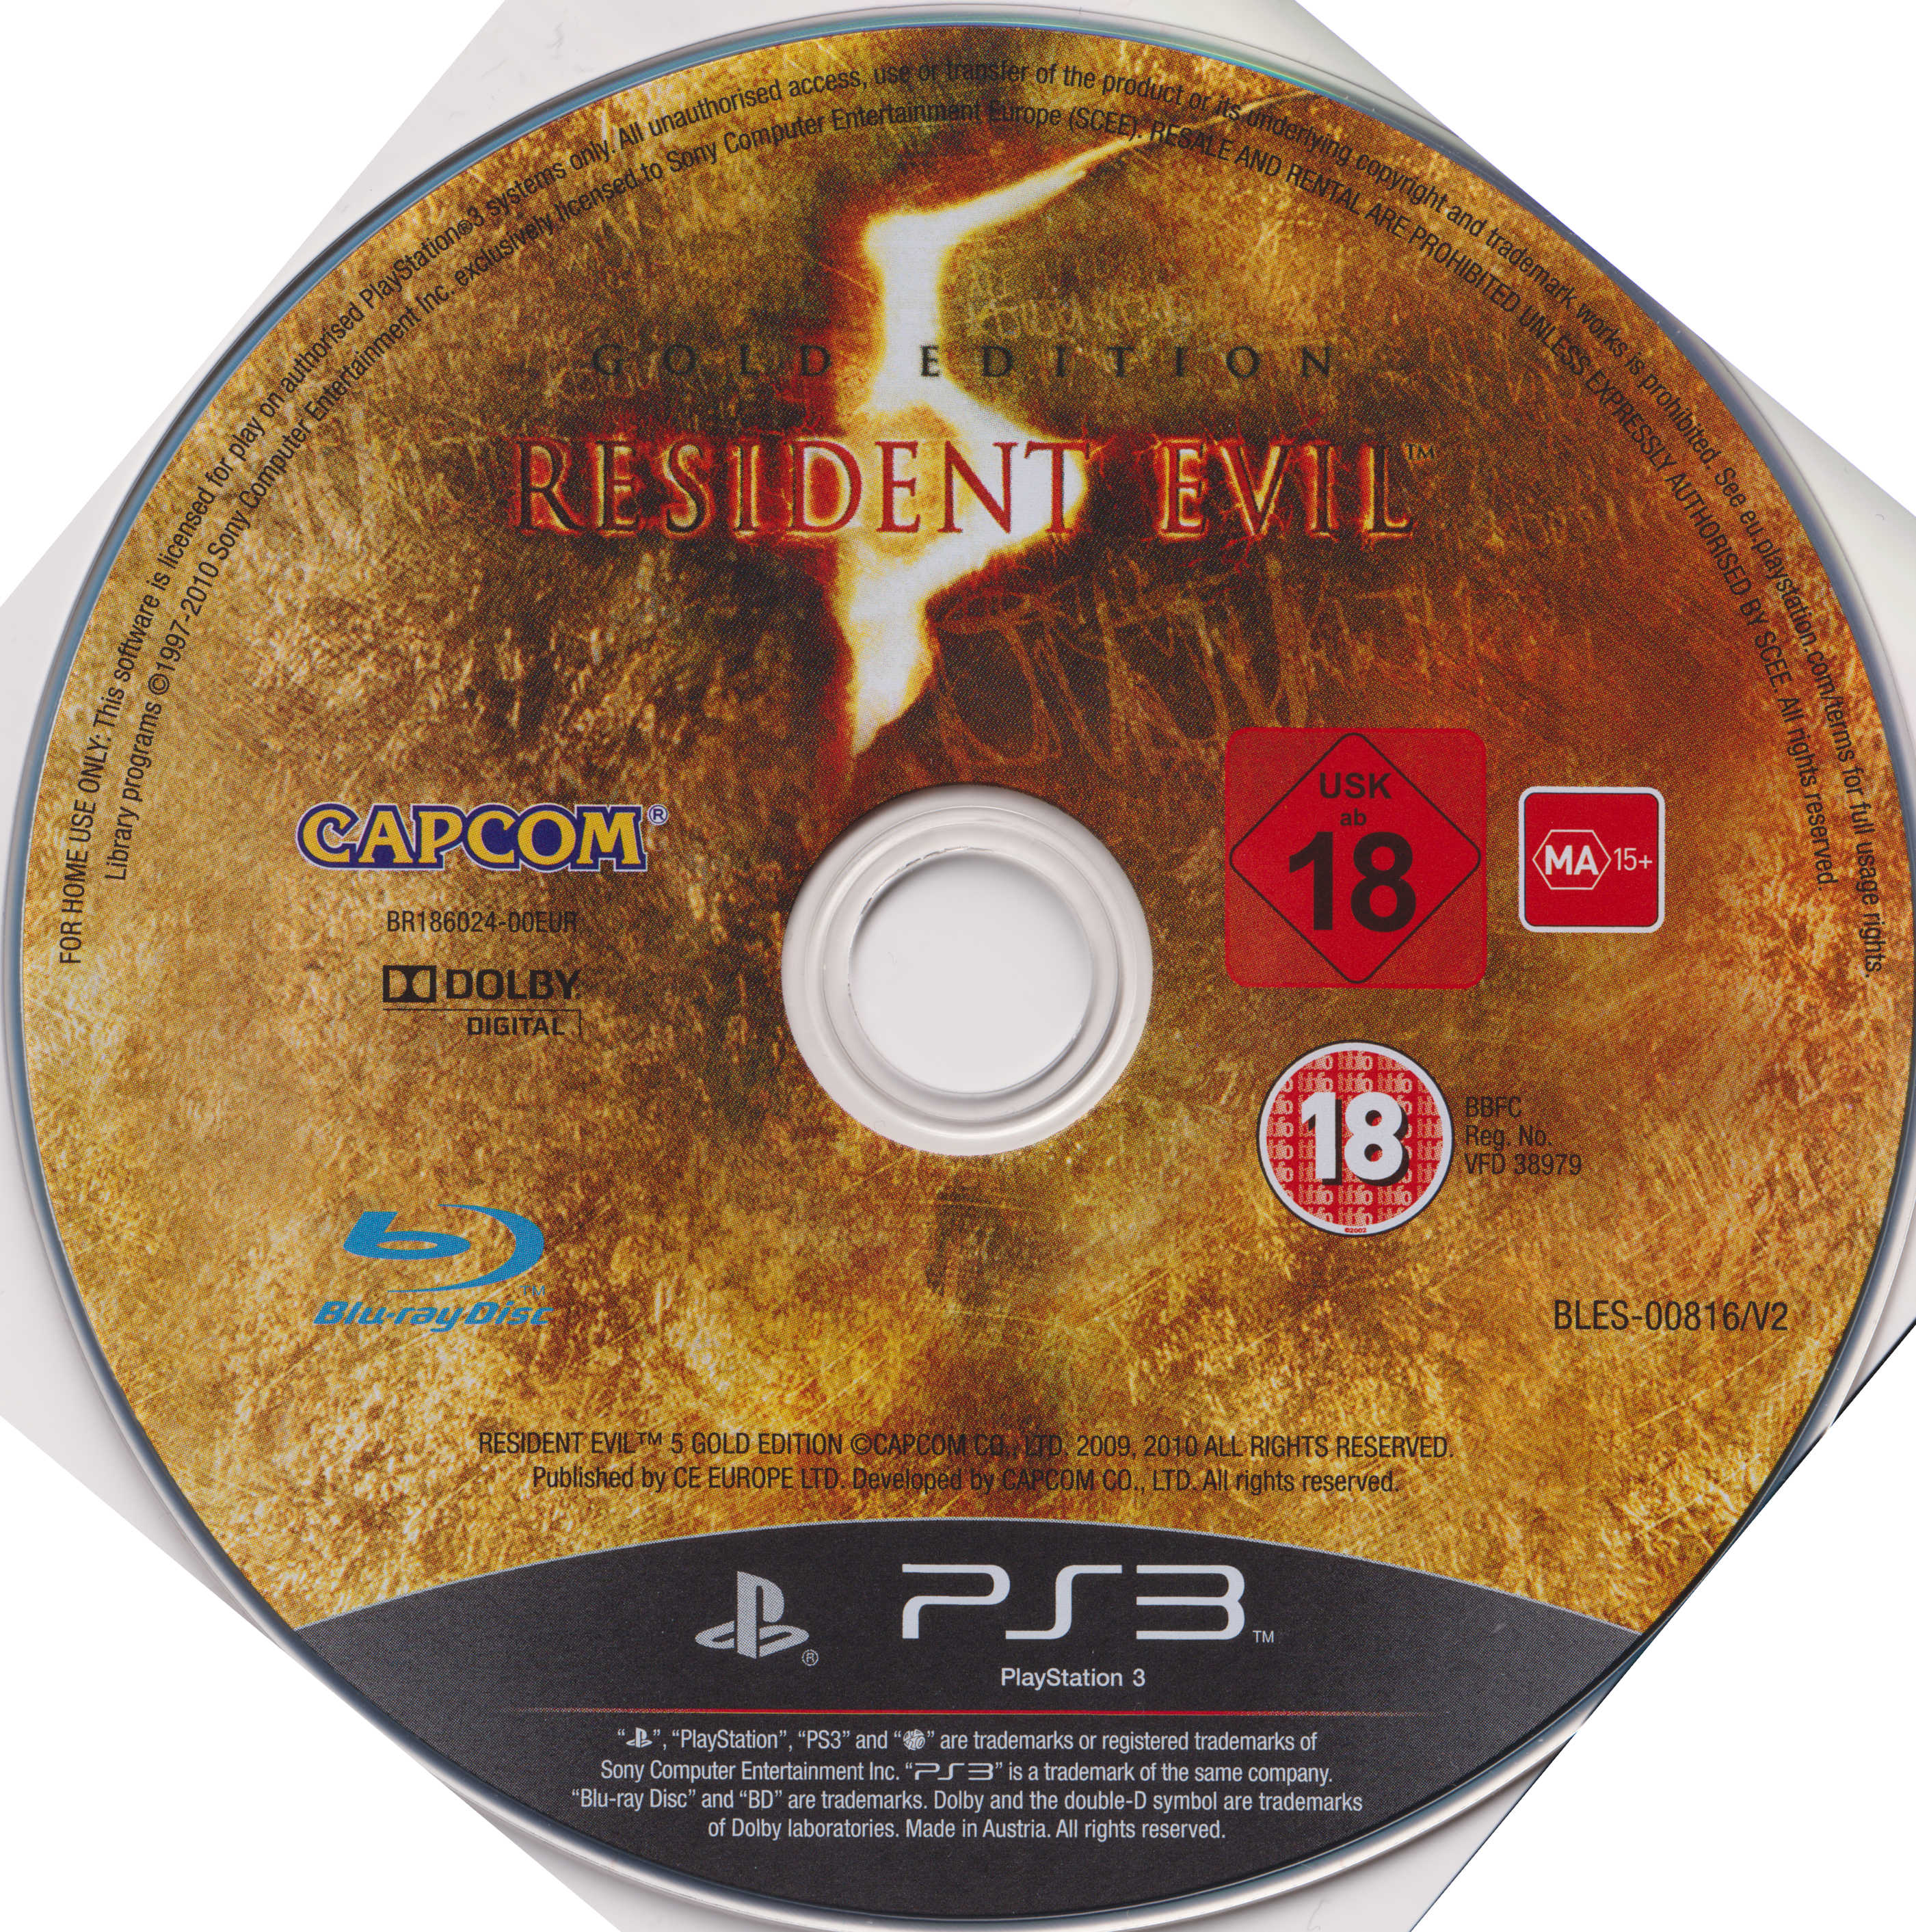 FOR HOME USE ONLY: This software is licensed for play on authorised PlayStation®3 systems only. All unauthorised access, use or transfer of the product or its underlying copyright and trademark works is prohibited. See eu.playstation.com/terms for full usage rights.
Library programs ©1997-2010 Sony Computer Entertainment Inc. exclusively licensed to Sony Computer Entertainment Europe (SCEE). RESALE AND RENTAL ARE PROHIBITED UNLESS EXPRESSLY AUTHORISED BY SCEE. All rights reserved.
5
GOLD EDITION
RESIDENT EVIL™
CAPCOM®
BR186024-00EUR
DOLBY
DIGITAL
USK
ab
18
MA 15+
18
©2002
BBFC
Reg. No.
VFD 38979
Blu-ray Disc™
BLES-00816/V2
RESIDENT EVIL™ 5 GOLD EDITION ©CAPCOM CO., LTD. 2009, 2010 ALL RIGHTS RESERVED.
Published by CE EUROPE LTD. Developed by CAPCOM CO., LTD. All rights reserved.
® PS3™
PlayStation 3
“ ”, “PlayStation”, “PS3” and “ ” are trademarks or registered trademarks of
Sony Computer Entertainment Inc. “PS3” is a trademark of the same company.
“Blu-ray Disc” and “BD” are trademarks. Dolby and the double-D symbol are trademarks
of Dolby laboratories. Made in Austria. All rights reserved.